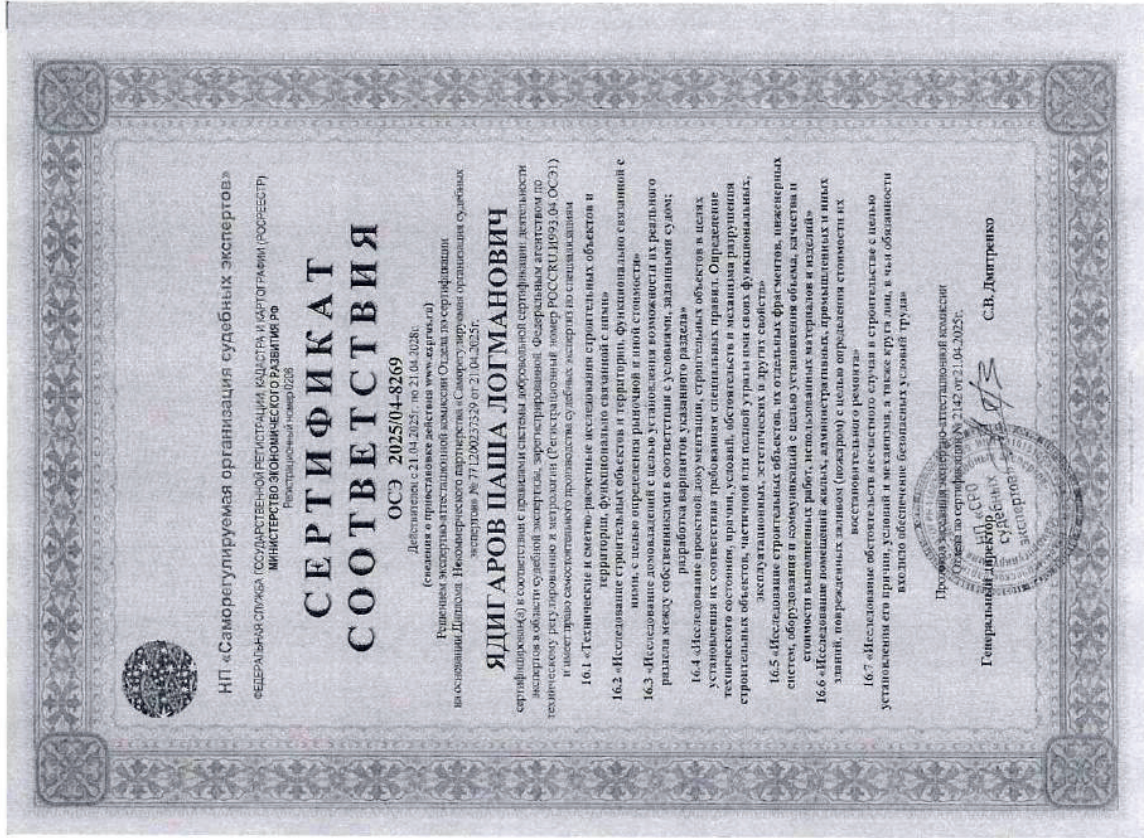 НП «Саморегулируемая организация судебных экспертов»
ФЕДЕРАЛЬНАЯ СЛУЖБА ГОСУДАРСТВЕННОЙ РЕГИСТРАЦИИ, КАДАСТРА И КАРТОГРАФИИ (РОСРЕЕСТР)
МИНИСТЕРСТВО ЭКОНОМИЧЕСКОГО РАЗВИТИЯ РФ
Регистрационный номер 0206
СЕРТИФИКАТ
СООТВЕТСТВИЯ
ОСЭ 2025/04-8269
Действителен с 21.04.2025г. по 21.04.2028г.
(сведения о приостановке действия www.exprus.ru)
Решением экспертно-аттестационной комиссии Отдела по сертификации
на основании Диплома Некоммерческого партнерства «Саморегулируемая организация судебных
экспертов» № 771200237529 от 21.04.2025г.
ЯДИГАРОВ ПАША ЛОГМАНОВИЧ
сертифицирован(а) в соответствии с правилами системы добровольной сертификации деятельности
экспертов в области судебной экспертизы, зарегистрированной Федеральным агентством по
техническому регулированию и метрологии (Регистрационный номер РОСС RU.И993.04.ОСЭ1)
и имеет право самостоятельного производства судебных экспертиз по специализациям
16.1 «Технические и сметно-расчетные исследования строительных объектов и
территории, функционально связанной с ними»
16.2 «Исследование строительных объектов и территории, функционально связанной с
ними, с целью определения рыночной и иной стоимости»
16.3 «Исследование домовладений с целью установления возможности их реального
раздела между собственниками в соответствии с условиями, заданными судом;
разработка вариантов указанного раздела»
16.4 «Исследование проектной документации, строительных объектов в целях
установления их соответствия требованиям специальных правил. Определение
технического состояния, причин, условий, обстоятельств и механизма разрушения
строительных объектов, частичной или полной утраты ими своих функциональных,
эксплуатационных, эстетических и других свойств»
16.5 «Исследование строительных объектов, их отдельных фрагментов, инженерных
систем, оборудования и коммуникаций с целью установления объема, качества и
стоимости выполненных работ, использованных материалов и изделий»
16.6 «Исследование помещений жилых, административных, промышленных и иных
зданий, поврежденных заливом (пожаром) с целью определения стоимости их
восстановительного ремонта»
16.7 «Исследование обстоятельств несчастного случая в строительстве с целью
установления его причин, условий и механизма, а также круга лиц, в чьи обязанности
входило обеспечение безопасных условий труда»
Протокол заседания экспертно-аттестационной комиссии
Отдела по сертификации № 2142 от 21.04.2025г.
Генеральный директор С.В. Дмитренко
НП «СРО
судебных
экспертов»